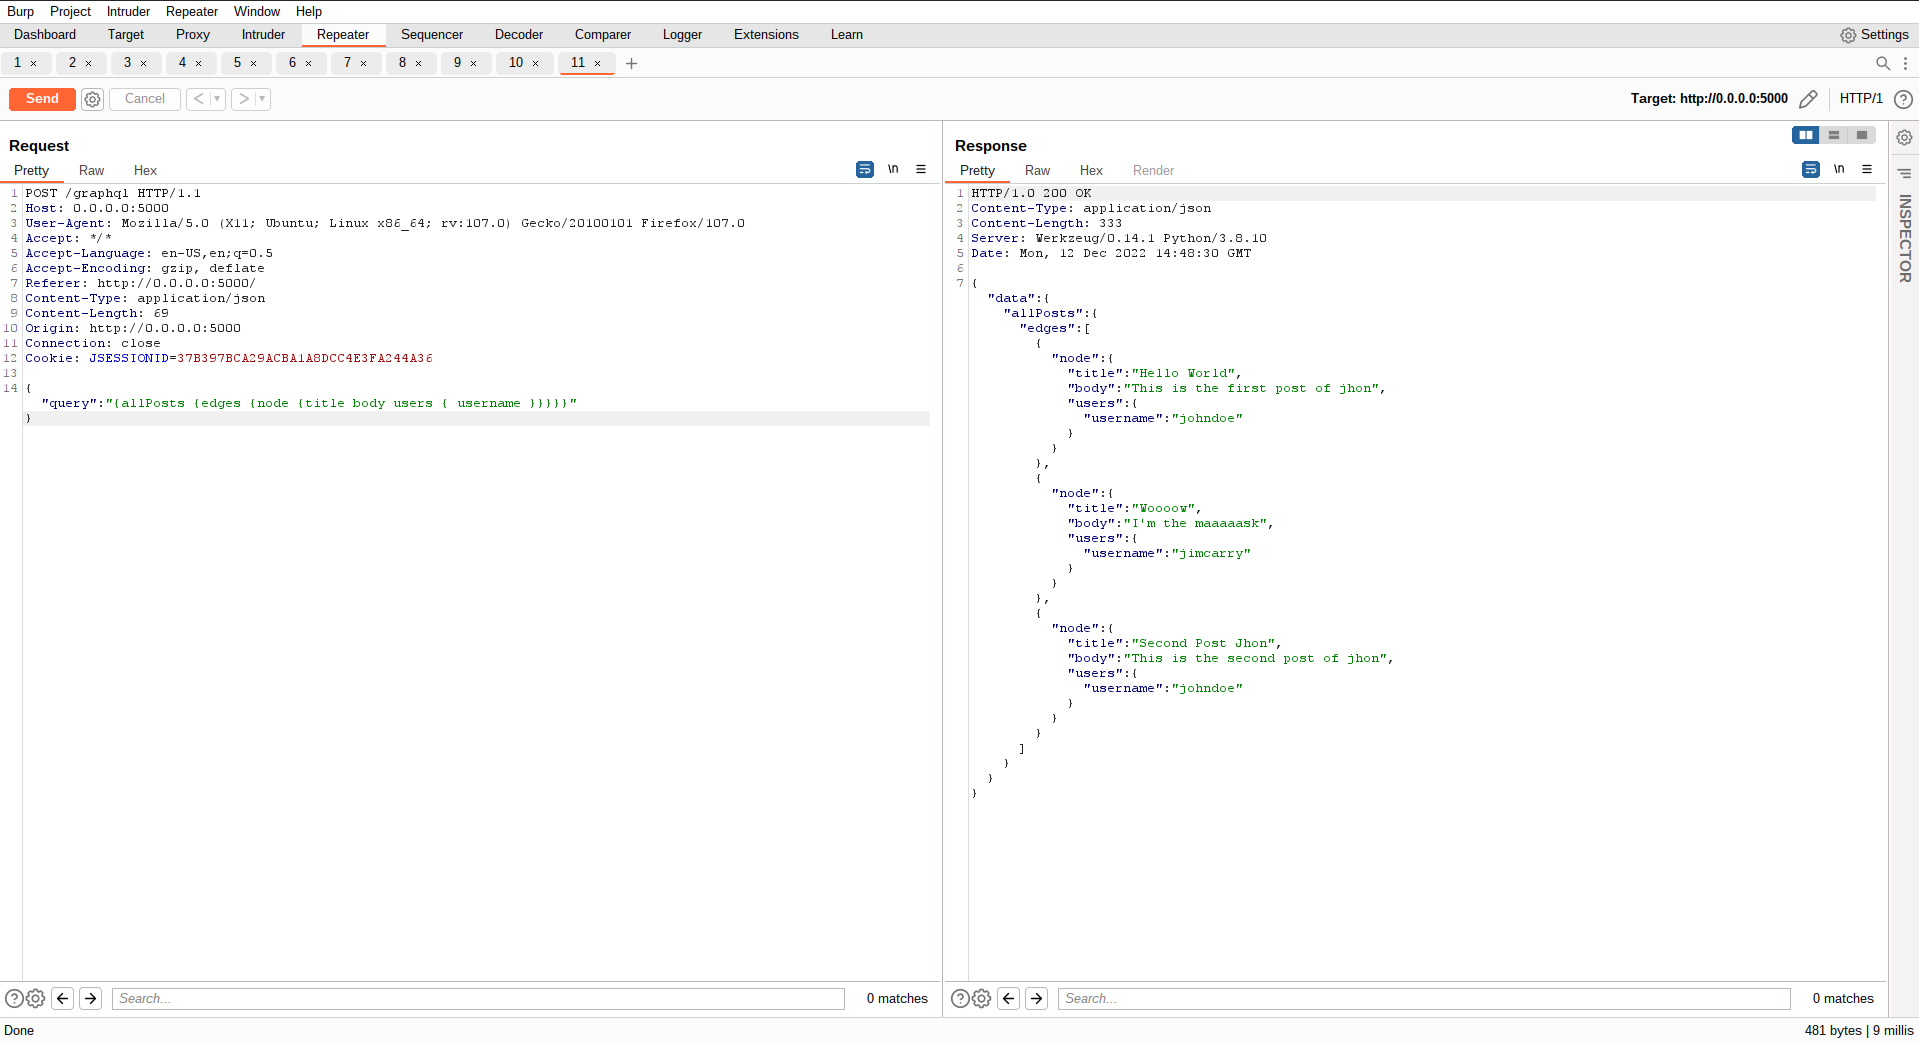 Burp Project Intruder Repeater Window Help
Dashboard Target Proxy Intruder Repeater Sequencer Decoder Comparer Logger Extensions Learn Settings
1 × 2 × 3 × 4 × 5 × 6 × 7 × 8 × 9 × 10 × 11 × +
Send Cancel < > Target: http://0.0.0.0:5000 HTTP/1 ?
Request
Pretty Raw Hex \n
1 POST /graphql HTTP/1.1
2 Host: 0.0.0.0:5000
3 User-Agent: Mozilla/5.0 (X11; Ubuntu; Linux x86_64; rv:107.0) Gecko/20100101 Firefox/107.0
4 Accept: */*
5 Accept-Language: en-US,en;q=0.5
6 Accept-Encoding: gzip, deflate
7 Referer: http://0.0.0.0:5000/
8 Content-Type: application/json
9 Content-Length: 69
10 Origin: http://0.0.0.0:5000
11 Connection: close
12 Cookie: JSESSIONID=37B397BCA29ACBA1A8DCC4E3FA244A36
13
14 {
"query":"{allPosts {edges {node {title body users { username }}}}}"
}
? Search... 0 matches
Response
Pretty Raw Hex Render \n
1 HTTP/1.0 200 OK
2 Content-Type: application/json
3 Content-Length: 333
4 Server: Werkzeug/0.14.1 Python/3.8.10
5 Date: Mon, 12 Dec 2022 14:48:30 GMT
6
7 {
"data":{
"allPosts":{
"edges":[
{
"node":{
"title":"Hello World",
"body":"This is the first post of jhon",
"users":{
"username":"johndoe"
}
}
},
{
"node":{
"title":"Woooow",
"body":"I'm the maaaaask",
"users":{
"username":"jimcarry"
}
}
},
{
"node":{
"title":"Second Post Jhon",
"body":"This is the second post of jhon",
"users":{
"username":"johndoe"
}
}
}
]
}
}
}
? Search... 0 matches
INSPECTOR
Done 481 bytes | 9 millis